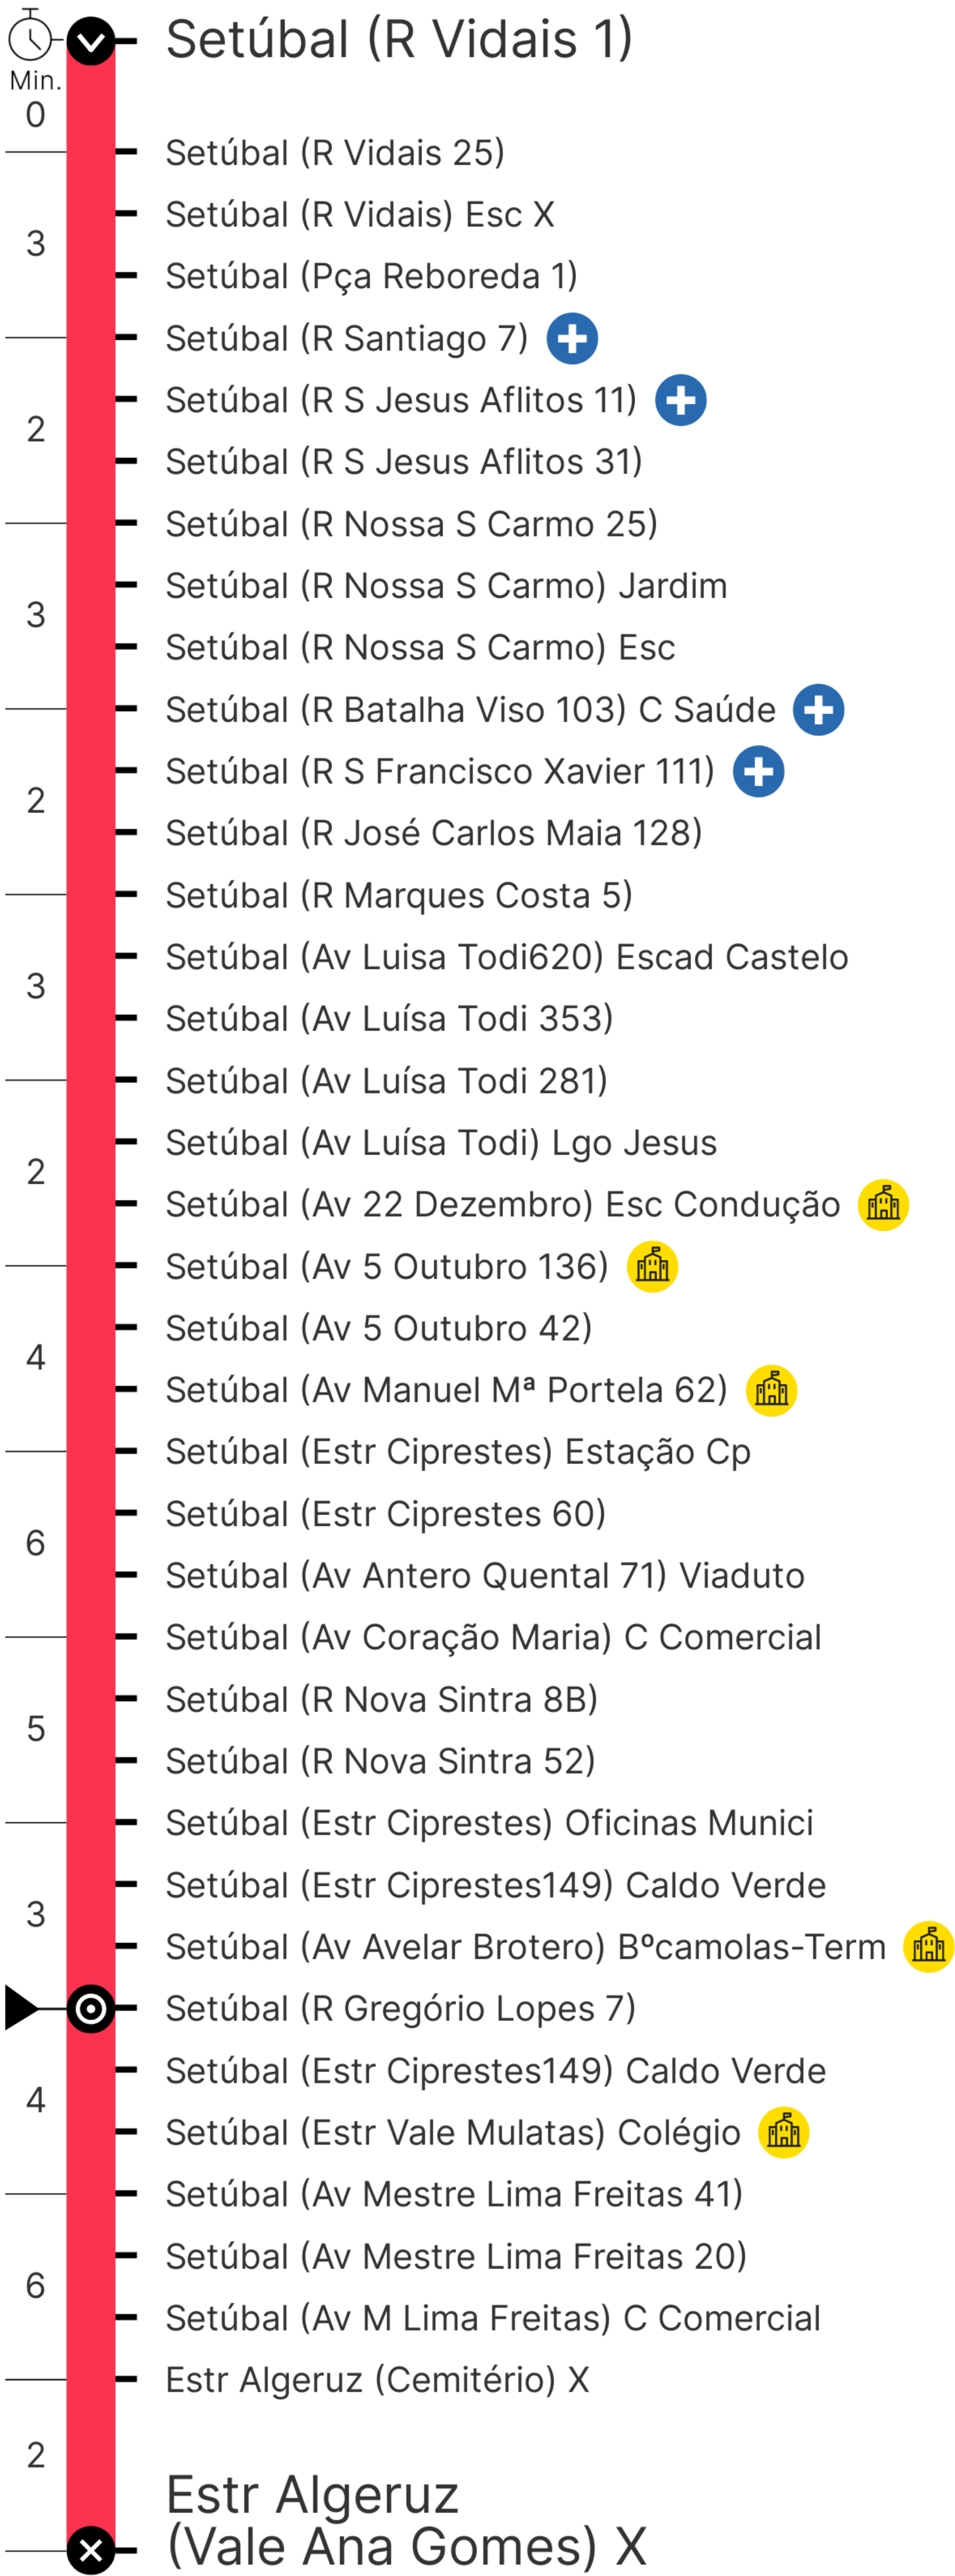 Setúbal (R Vidais 1)
Min.
0
Setúbal (R Vidais 25)
Setúbal (R Vidais) Esc X
3
Setúbal (Pça Reboreda 1)
Setúbal (R Santiago 7)
Setúbal (R S Jesus Aflitos 11)
2
Setúbal (R S Jesus Aflitos 31)
Setúbal (R Nossa S Carmo 25)
Setúbal (R Nossa S Carmo) Jardim
3
Setúbal (R Nossa S Carmo) Esc
Setúbal (R Batalha Viso 103) C Saúde
Setúbal (R S Francisco Xavier 111)
2
Setúbal (R José Carlos Maia 128)
Setúbal (R Marques Costa 5)
Setúbal (Av Luisa Todi620) Escad Castelo
3
Setúbal (Av Luísa Todi 353)
Setúbal (Av Luísa Todi 281)
Setúbal (Av Luísa Todi) Lgo Jesus
2
Setúbal (Av 22 Dezembro) Esc Condução
Setúbal (Av 5 Outubro 136)
Setúbal (Av 5 Outubro 42)
4
Setúbal (Av Manuel Mª Portela 62)
Setúbal (Estr Ciprestes) Estação Cp
Setúbal (Estr Ciprestes 60)
6
Setúbal (Av Antero Quental 71) Viaduto
Setúbal (Av Coração Maria) C Comercial
Setúbal (R Nova Sintra 8B)
5
Setúbal (R Nova Sintra 52)
Setúbal (Estr Ciprestes) Oficinas Munici
Setúbal (Estr Ciprestes149) Caldo Verde
3
Setúbal (Av Avelar Brotero) Bºcamolas-Term
Setúbal (R Gregório Lopes 7)
Setúbal (Estr Ciprestes149) Caldo Verde
4
Setúbal (Estr Vale Mulatas) Colégio
Setúbal (Av Mestre Lima Freitas 41)
Setúbal (Av Mestre Lima Freitas 20)
6
Setúbal (Av M Lima Freitas) C Comercial
Estr Algeruz (Cemitério) X
2
Estr Algeruz
(Vale Ana Gomes) X